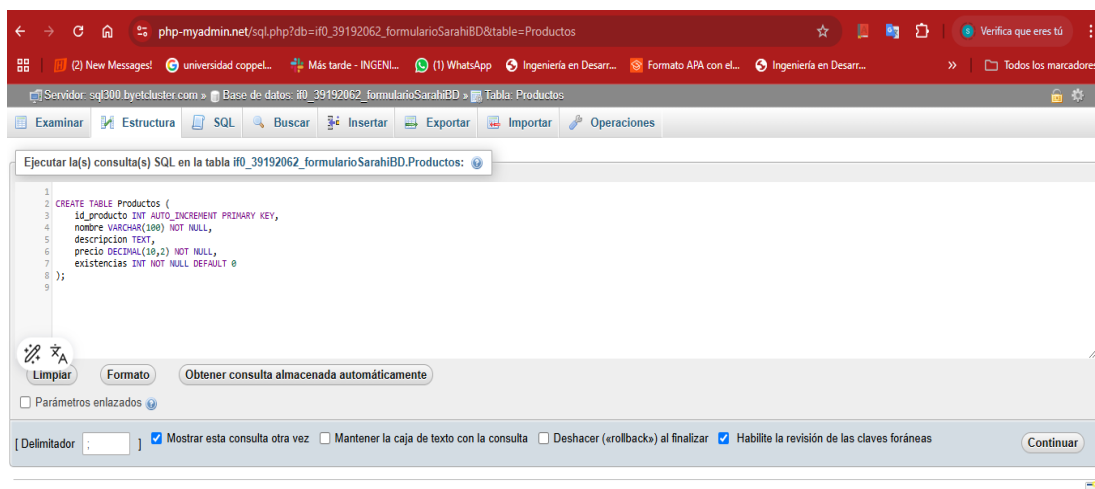 php-myadmin.net/sql.php?db=if0_39192062_formularioSarahiBD&table=Productos
S Verifica que eres tú
(2) New Messages!
universidad coppel...
Más tarde - INGENI...
(1) WhatsApp
Ingeniería en Desarr...
Formato APA con el...
Ingeniería en Desarr...
»
Todos los marcadores
Servidor: sql300.byetcluster.com » Base de datos: if0_39192062_formularioSarahiBD » Tabla: Productos
Examinar
Estructura
SQL
Buscar
Insertar
Exportar
Importar
Operaciones
Ejecutar la(s) consulta(s) SQL en la tabla if0_39192062_formularioSarahiBD.Productos:
1
2 CREATE TABLE Productos (
3 id_producto INT AUTO_INCREMENT PRIMARY KEY,
4 nombre VARCHAR(100) NOT NULL,
5 descripcion TEXT,
6 precio DECIMAL(10,2) NOT NULL,
7 existencias INT NOT NULL DEFAULT 0
8 );
9
Limpiar
Formato
Obtener consulta almacenada automáticamente
Parámetros enlazados
[ Delimitador ; ]
Mostrar esta consulta otra vez
Mantener la caja de texto con la consulta
Deshacer («rollback») al finalizar
Habilite la revisión de las claves foráneas
Continuar